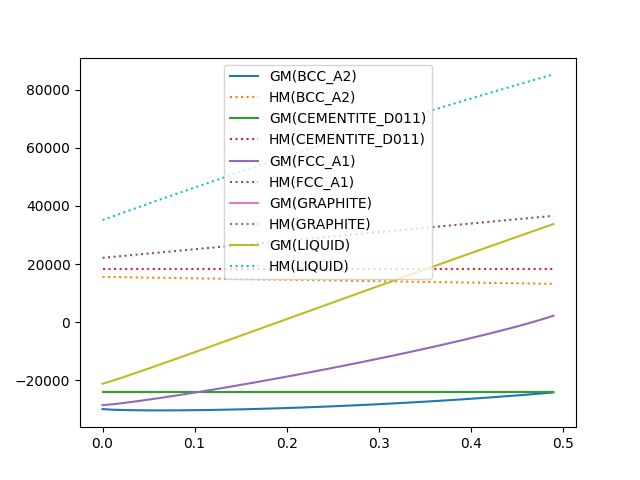 80000
60000
40000
20000
0
−20000
0.0 0.1 0.2 0.3 0.4 0.5
GM(BCC_A2)
HM(BCC_A2)
GM(CEMENTITE_D011)
HM(CEMENTITE_D011)
GM(FCC_A1)
HM(FCC_A1)
GM(GRAPHITE)
HM(GRAPHITE)
GM(LIQUID)
HM(LIQUID)